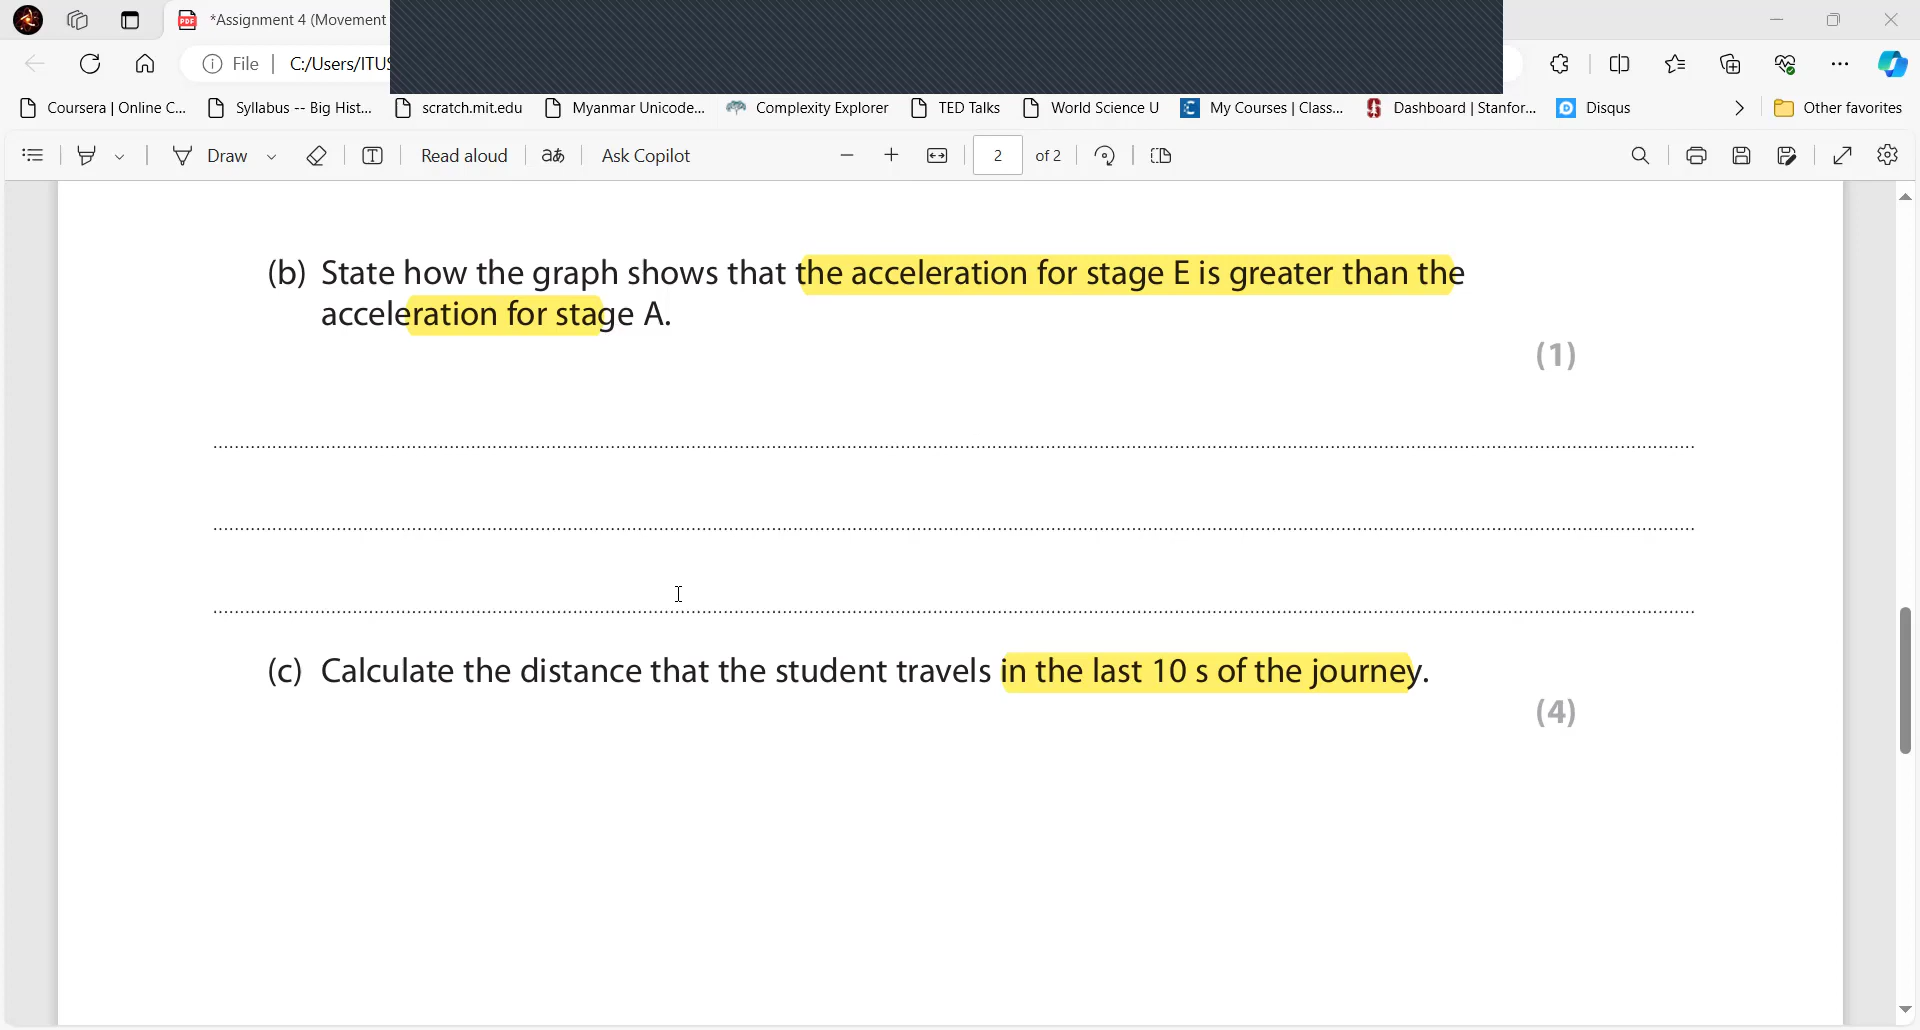 *Assignment 4 (Movement
File
C:/Users/ITUS
Coursera | Online C...
Syllabus -- Big Hist...
scratch.mit.edu
Myanmar Unicode...
Complexity Explorer
TED Talks
World Science U
My Courses | Class...
Dashboard | Stanfor...
Disqus
Other favorites
Draw
Read aloud
aあ
Ask Copilot
2
of 2
(b) State how the graph shows that the acceleration for stage E is greater than the
acceleration for stage A.
(1)
(c) Calculate the distance that the student travels in the last 10 s of the journey.
(4)